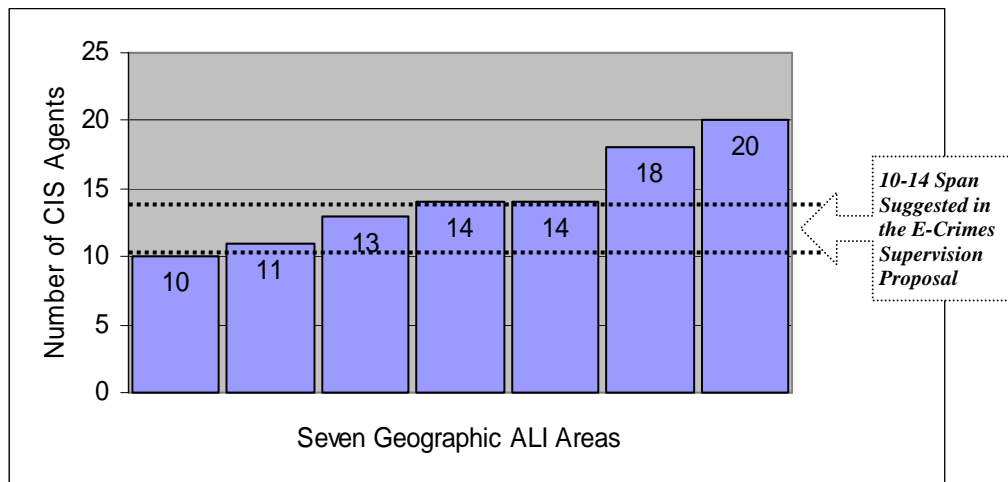 25
20
15
10
5
0
Number of CIS Agents
10
11
13
14
14
18
20
Seven Geographic ALI Areas
10-14 Span
Suggested in
the E-Crimes
Supervision
Proposal